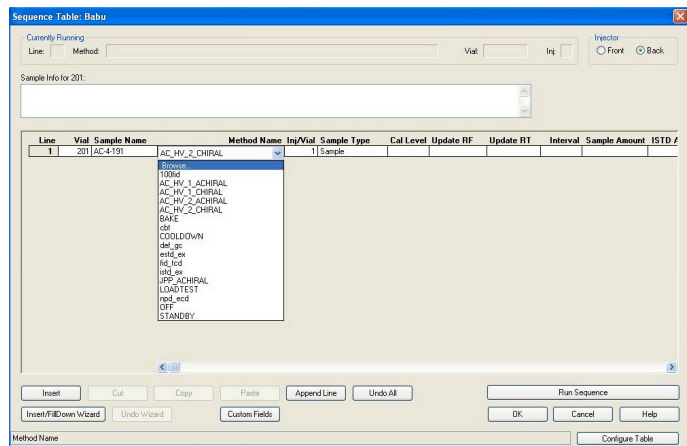 Sequence Table: Babu
Currently Running
Line: Method: Vial: Inj:
Injector
Front Back
Sample Info for 201:
Line Vial Sample Name Method Name Inj/Vial Sample Type Cal Level Update RF Update RT Interval Sample Amount ISTD A
1 201 AC-4-191 AC_HV_2_CHIRAL 1 Sample
Browse...
100fid
AC_HV_1_ACHIRAL
AC_HV_1_CHIRAL
AC_HV_2_ACHIRAL
AC_HV_2_CHIRAL
BAKE
cbt
COOLDOWN
def_gc
estd_ex
fid_tcd
istd_ex
JPP_ACHIRAL
LOADTEST
npd_ecd
OFF
STANDBY
Insert Cut Copy Paste Append Line Undo All Run Sequence
Insert/FillDown Wizard Undo Wizard Custom Fields OK Cancel Help
Method Name Configure Table